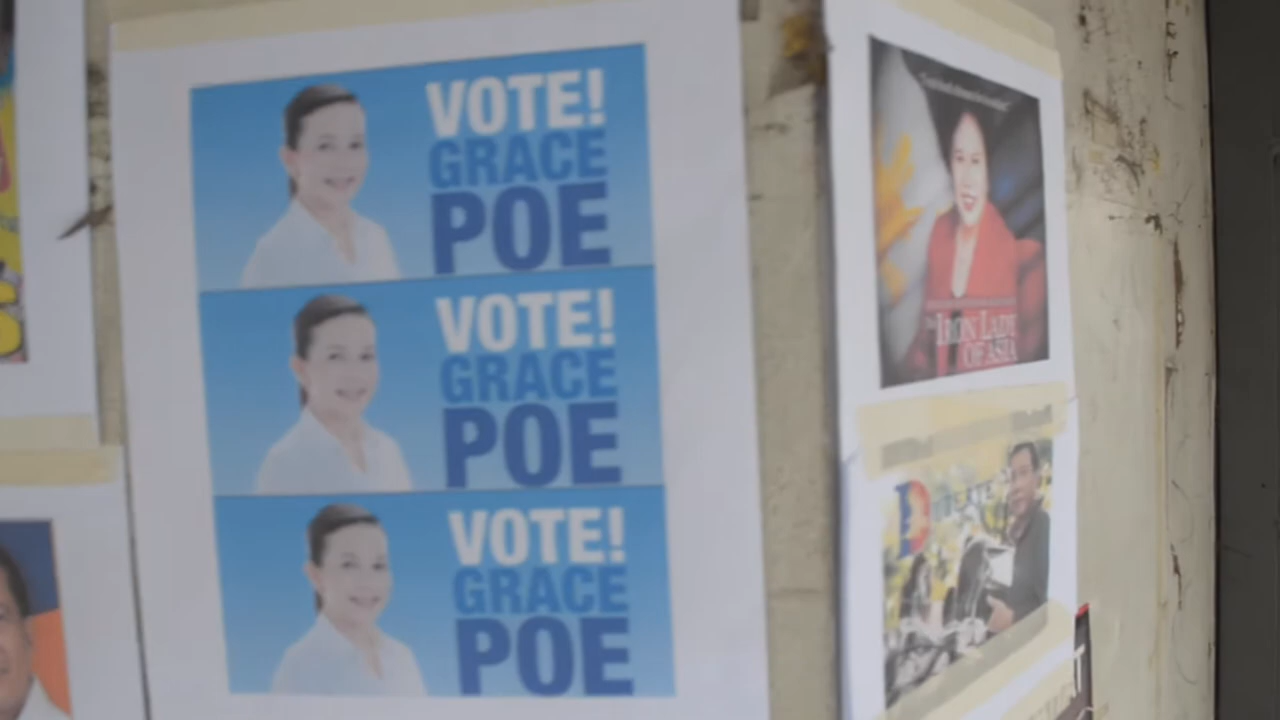 VOTE!
GRACE
POE
VOTE!
GRACE
POE
VOTE!
GRACE
POE
IRON LADY
OF ASIA